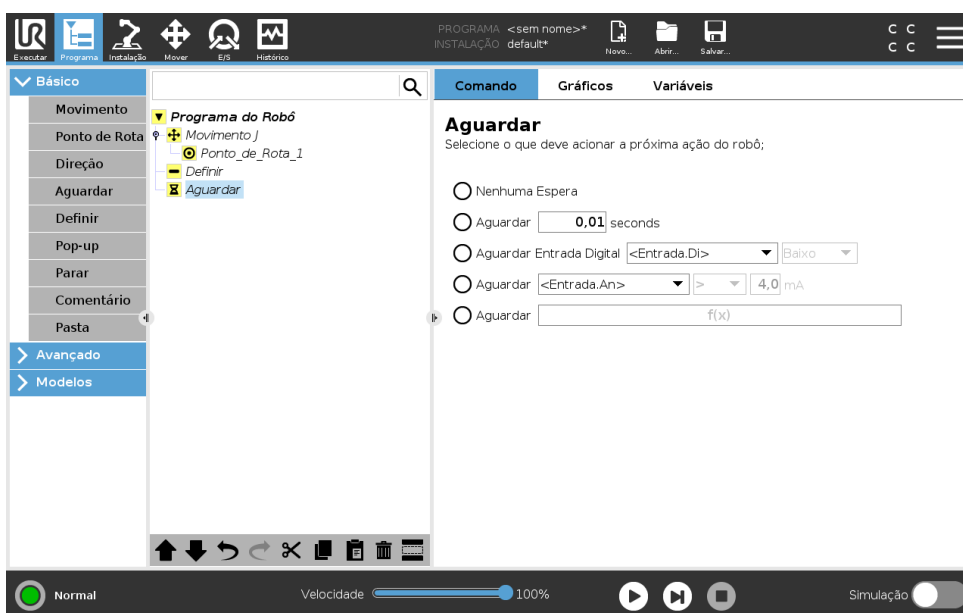 UR
PROGRAMA <sem nome>*
INSTALAÇÃO default*
Executar Programa Instalação Mover E/S Histórico
Novo... Abrir... Salvar...
C C
C C
Básico
Movimento
Ponto de Rota
Direção
Aguardar
Definir
Pop-up
Parar
Comentário
Pasta
Avançado
Modelos
Programa do Robô
Movimento J
Ponto_de_Rota_1
Definir
Aguardar
Comando Gráficos Variáveis
Aguardar
Selecione o que deve acionar a próxima ação do robô;
Nenhuma Espera
Aguardar 0,01 seconds
Aguardar Entrada Digital <Entrada.Di> Baixo
Aguardar <Entrada.An> > 4,0 mA
Aguardar f(x)
Normal
Velocidade 100%
Simulação